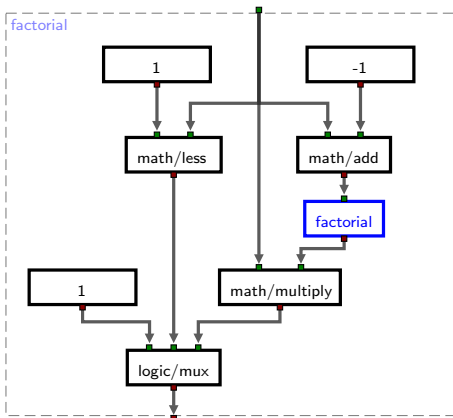 factorial
1
-1
math/less
math/add
factorial
1
math/multiply
logic/mux